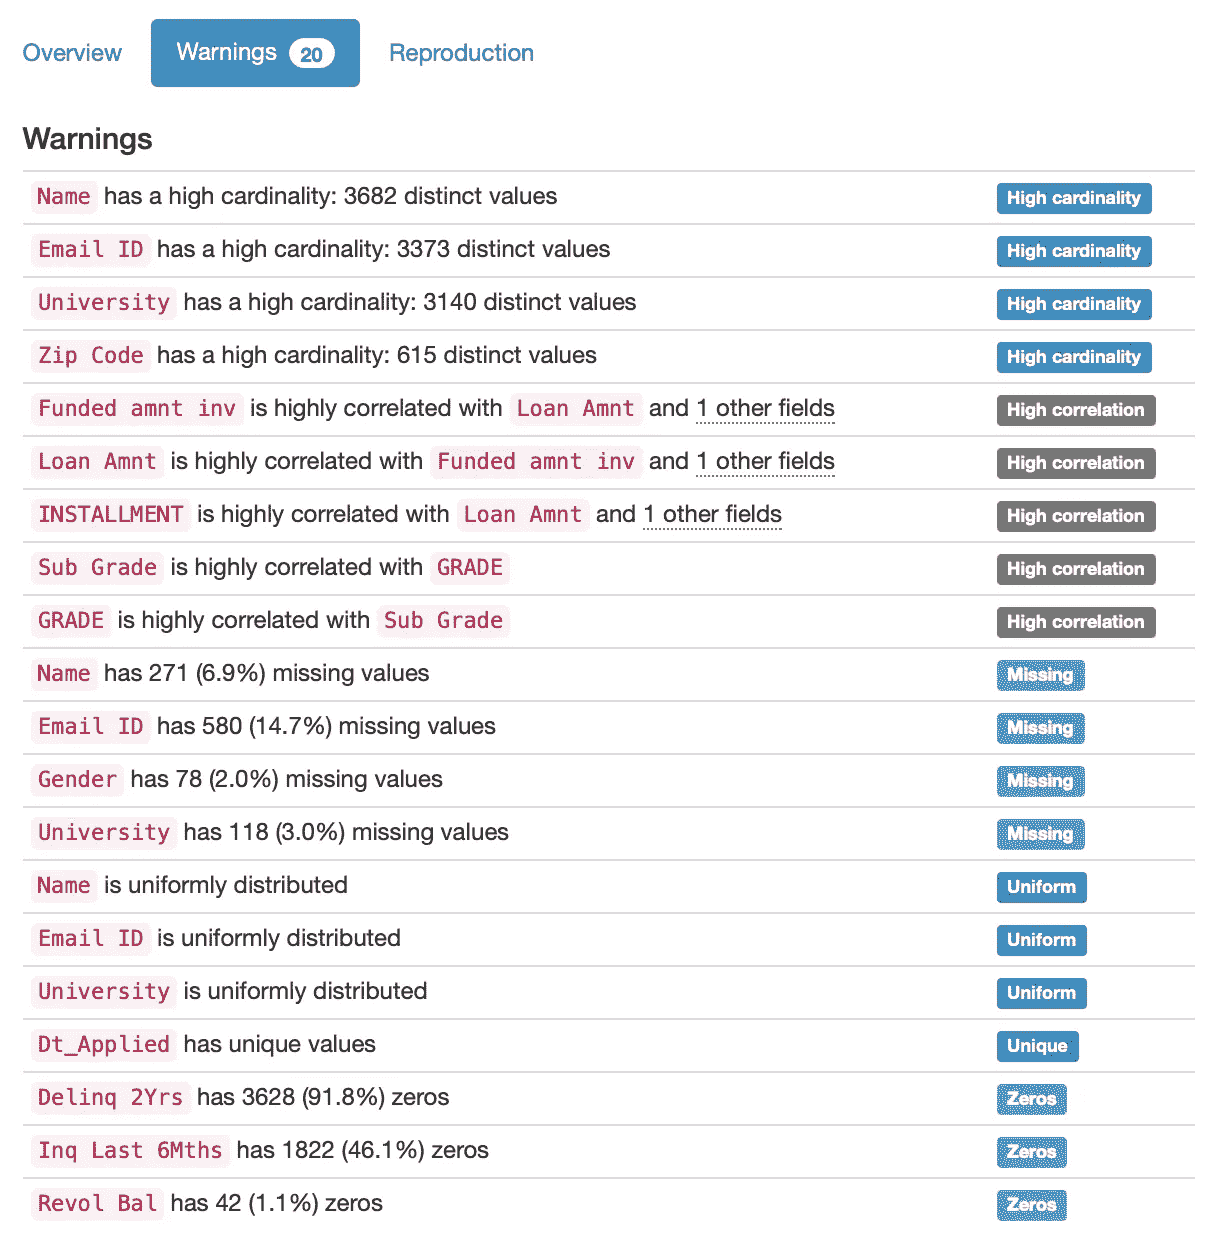 Overview Warnings 20 Reproduction
Warnings
Name has a high cardinality: 3682 distinct values High cardinality
Email ID has a high cardinality: 3373 distinct values High cardinality
University has a high cardinality: 3140 distinct values High cardinality
Zip Code has a high cardinality: 615 distinct values High cardinality
Funded amnt inv is highly correlated with Loan Amnt and 1 other fields High correlation
Loan Amnt is highly correlated with Funded amnt inv and 1 other fields High correlation
INSTALLMENT is highly correlated with Loan Amnt and 1 other fields High correlation
Sub Grade is highly correlated with GRADE High correlation
GRADE is highly correlated with Sub Grade High correlation
Name has 271 (6.9%) missing values Missing
Email ID has 580 (14.7%) missing values Missing
Gender has 78 (2.0%) missing values Missing
University has 118 (3.0%) missing values Missing
Name is uniformly distributed Uniform
Email ID is uniformly distributed Uniform
University is uniformly distributed Uniform
Dt_Applied has unique values Unique
Delinq 2Yrs has 3628 (91.8%) zeros Zeros
Inq Last 6Mths has 1822 (46.1%) zeros Zeros
Revol Bal has 42 (1.1%) zeros Zeros